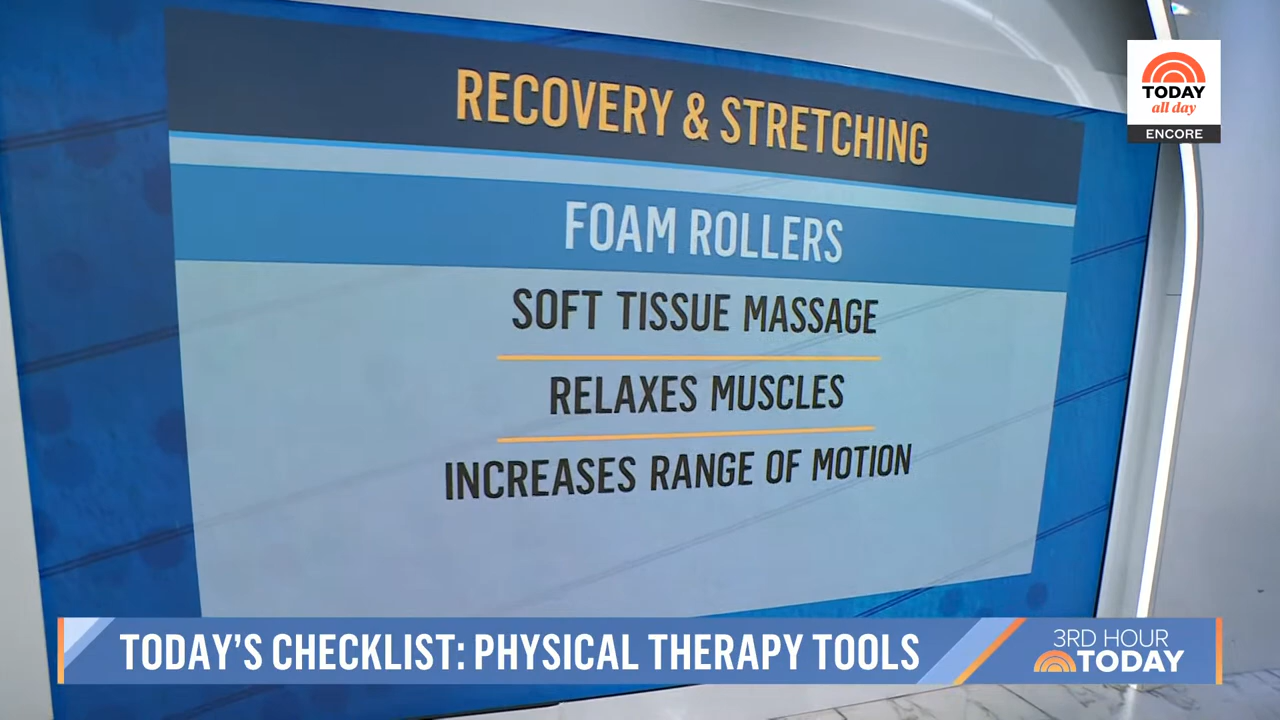 RECOVERY & STRETCHING
TODAY
all day
ENCORE
FOAM ROLLERS
SOFT TISSUE MASSAGE
RELAXES MUSCLES
INCREASES RANGE OF MOTION
TODAY'S CHECKLIST: PHYSICAL THERAPY TOOLS
3RD HOUR
TODAY